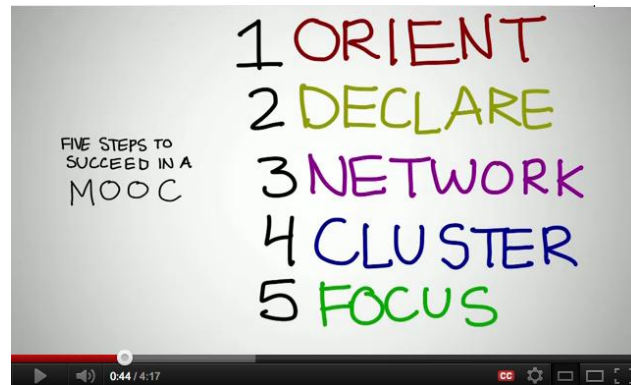 FIVE STEPS TO
SUCCEED IN A
MOOC
1 ORIENT
2 DECLARE
3 NETWORK
4 CLUSTER
5 FOCUS
0:44 / 4:17
CC